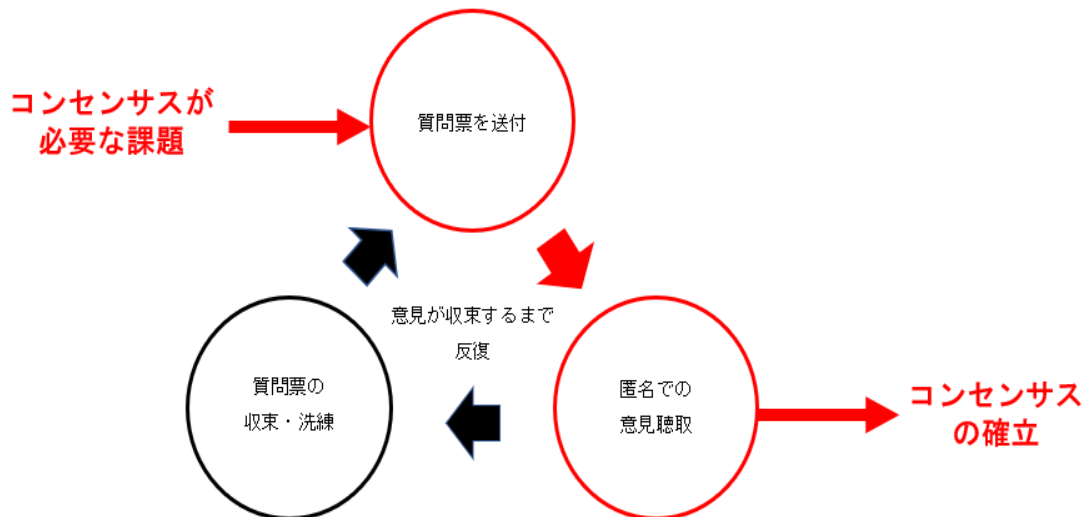 コンセンサスが
必要な課題
質問票を送付
意見が収束するまで
反復
質問票の
収束・洗練
匿名での
意見聴取
コンセンサス
の確立